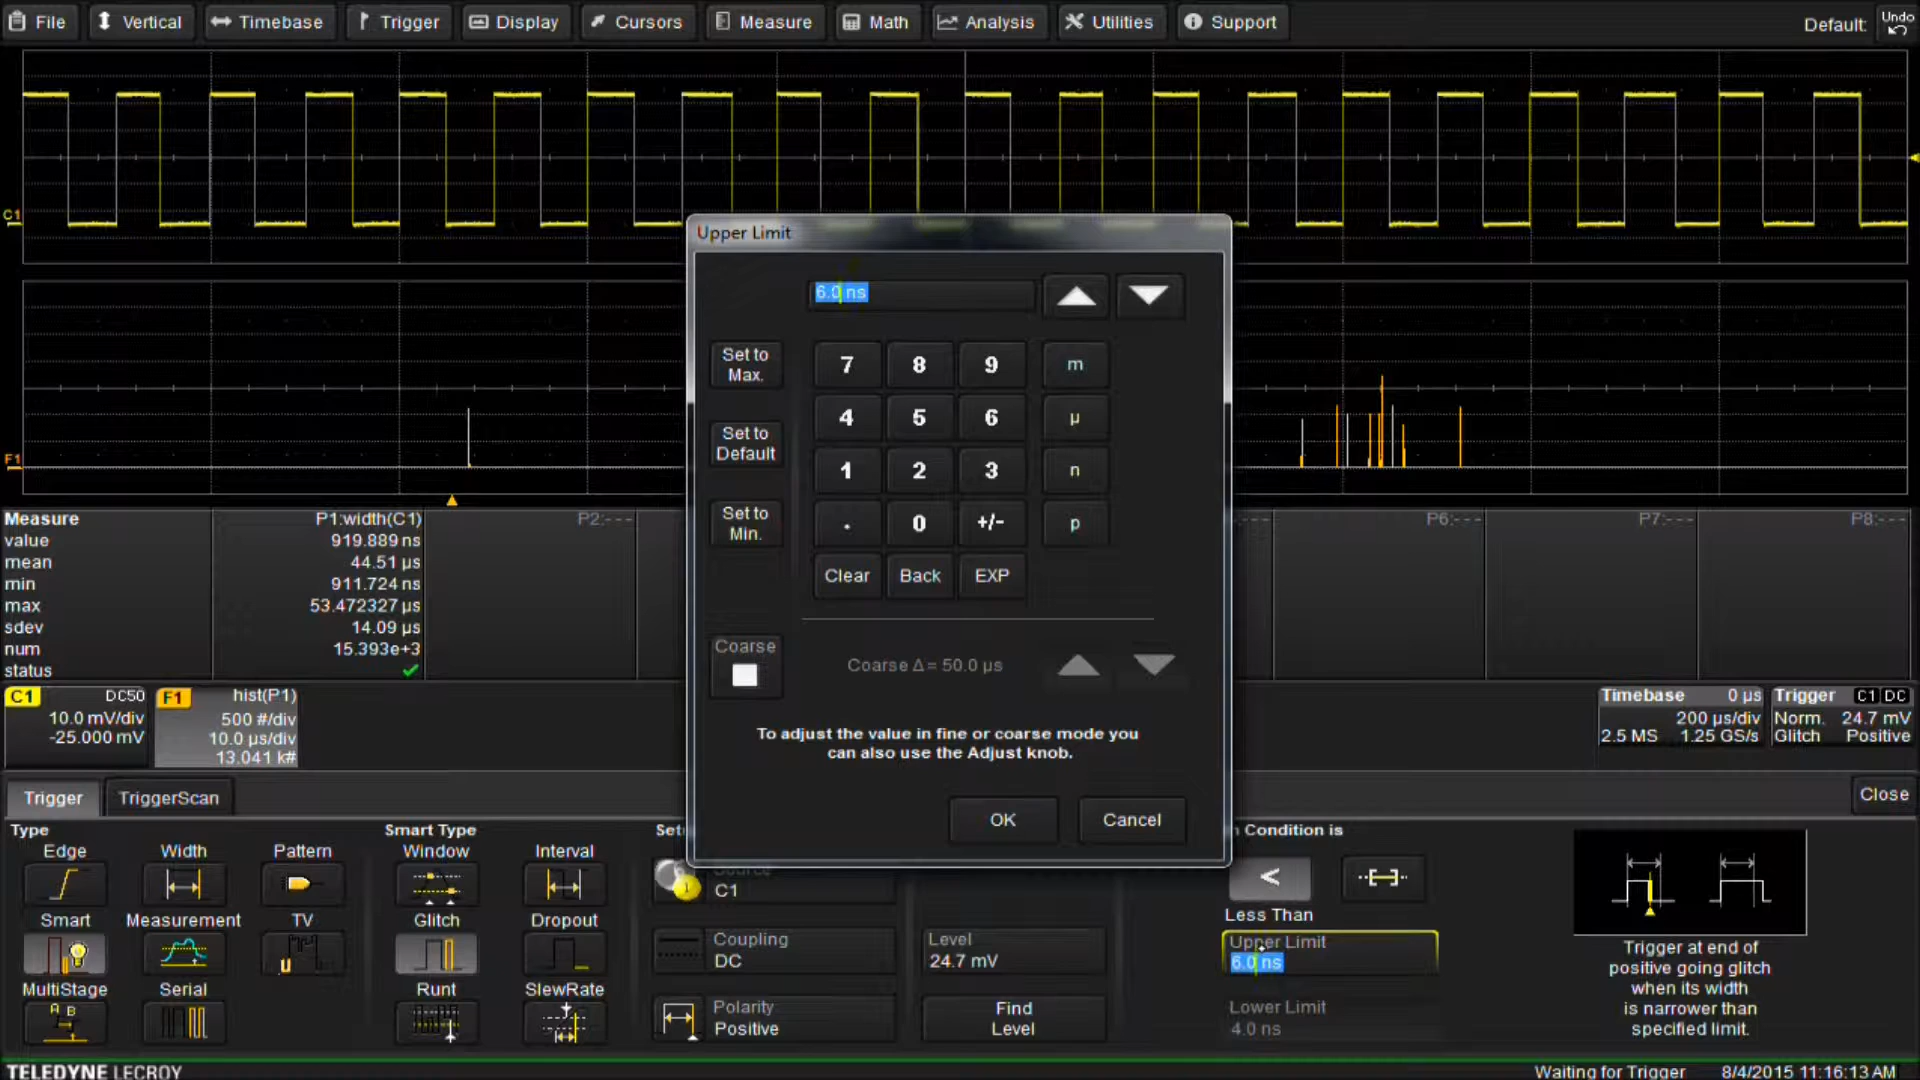 File
Vertical
Timebase
Trigger
Display
Cursors
Measure
Math
Analysis
Utilities
Support
Default:
Undo
C1
F1
Upper Limit
6.0 ns
Set to Max.
7 8 9 m
Set to Default
4 5 6 µ
1 2 3 n
Set to Min.
. 0 +/- p
Clear Back EXP
Coarse
Coarse Δ = 50.0 µs
To adjust the value in fine or coarse mode you
can also use the Adjust knob.
OK
Cancel
Measure P1:width(C1) P2:--- P6:--- P7:--- P8:---
value 919.889 ns
mean 44.51 µs
min 911.724 ns
max 53.472327 µs
sdev 14.09 µs
num 15.393e+3
status
C1 DC50
10.0 mV/div
-25.000 mV
F1 hist(P1)
500 #/div
10.0 µs/div
13.041 k#
Timebase 0 µs
200 µs/div
2.5 MS 1.25 GS/s
Trigger C1 DC
Norm. 24.7 mV
Glitch Positive
Trigger
TriggerScan
Close
Type
Edge Width Pattern
Smart Measurement TV
MultiStage Serial
A B
Smart Type
Window Interval
Glitch Dropout
Runt SlewRate
C1
Coupling
DC
Polarity
Positive
Level
24.7 mV
Find
Level
Condition is
<
Less Than
Upper Limit
6.0 ns
Lower Limit
4.0 ns
Trigger at end of
positive going glitch
when its width
is narrower than
specified limit.
TELEDYNE LECROY
Waiting for Trigger
8/4/2015 11:16:13 AM